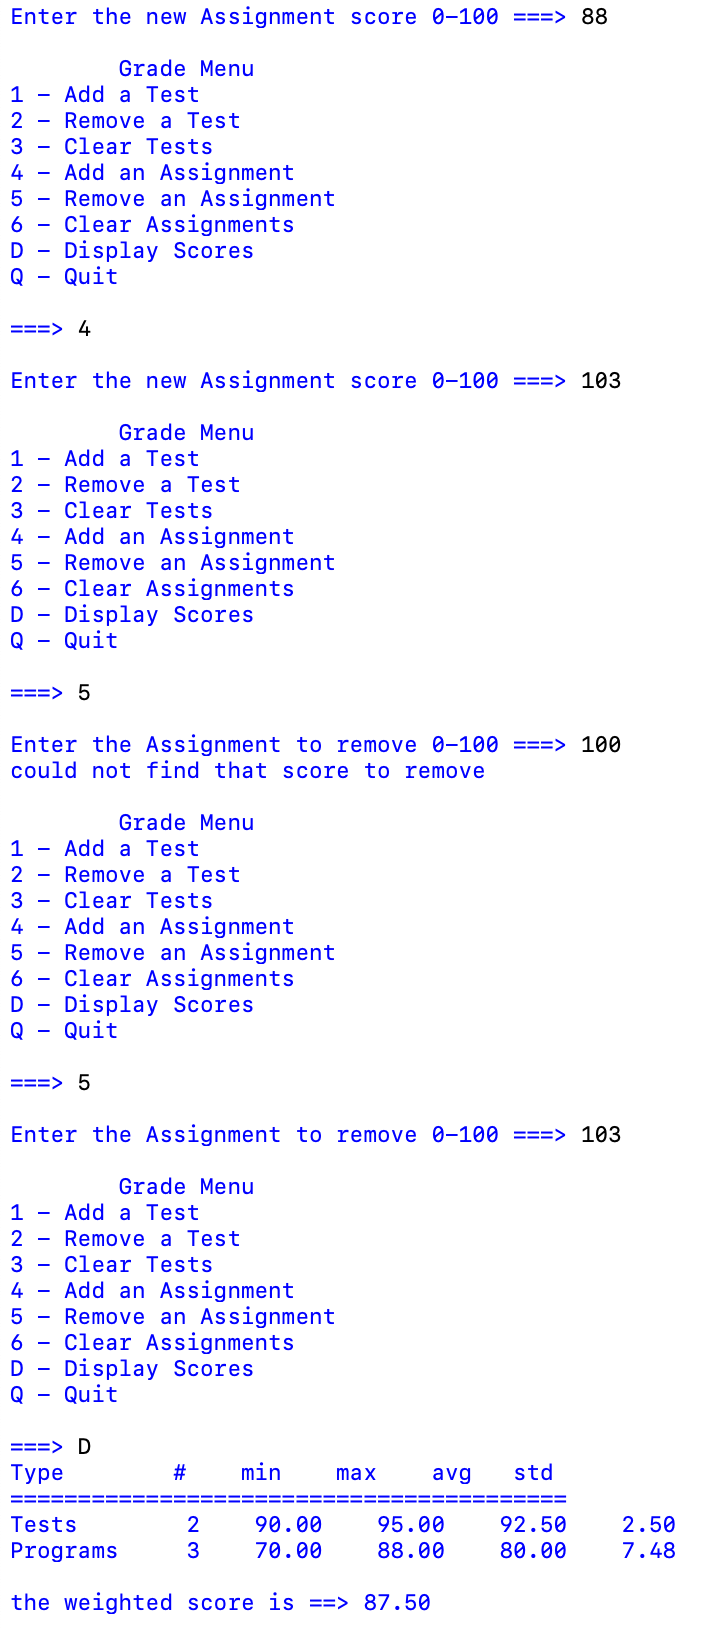 Enter the new Assignment score 0-100 ===> 88
Grade Menu
1 - Add a Test
2 - Remove a Test
3 - Clear Tests
4 - Add an Assignment
5 - Remove an Assignment
6 - Clear Assignments
D - Display Scores
Q - Quit
===> 4
Enter the new Assignment score 0-100 ===> 103
Grade Menu
1 - Add a Test
2 - Remove a Test
3 - Clear Tests
4 - Add an Assignment
5 - Remove an Assignment
6 - Clear Assignments
D - Display Scores
Q - Quit
===> 5
Enter the Assignment to remove 0-100 ===> 100
could not find that score to remove
Grade Menu
1 - Add a Test
2 - Remove a Test
3 - Clear Tests
4 - Add an Assignment
5 - Remove an Assignment
6 - Clear Assignments
D - Display Scores
Q - Quit
===> 5
Enter the Assignment to remove 0-100 ===> 103
Grade Menu
1 - Add a Test
2 - Remove a Test
3 - Clear Tests
4 - Add an Assignment
5 - Remove an Assignment
6 - Clear Assignments
D - Display Scores
Q - Quit
===> D
Type # min max avg std
=========================================
Tests 2 90.00 95.00 92.50 2.50
Programs 3 70.00 88.00 80.00 7.48
the weighted score is ==> 87.50